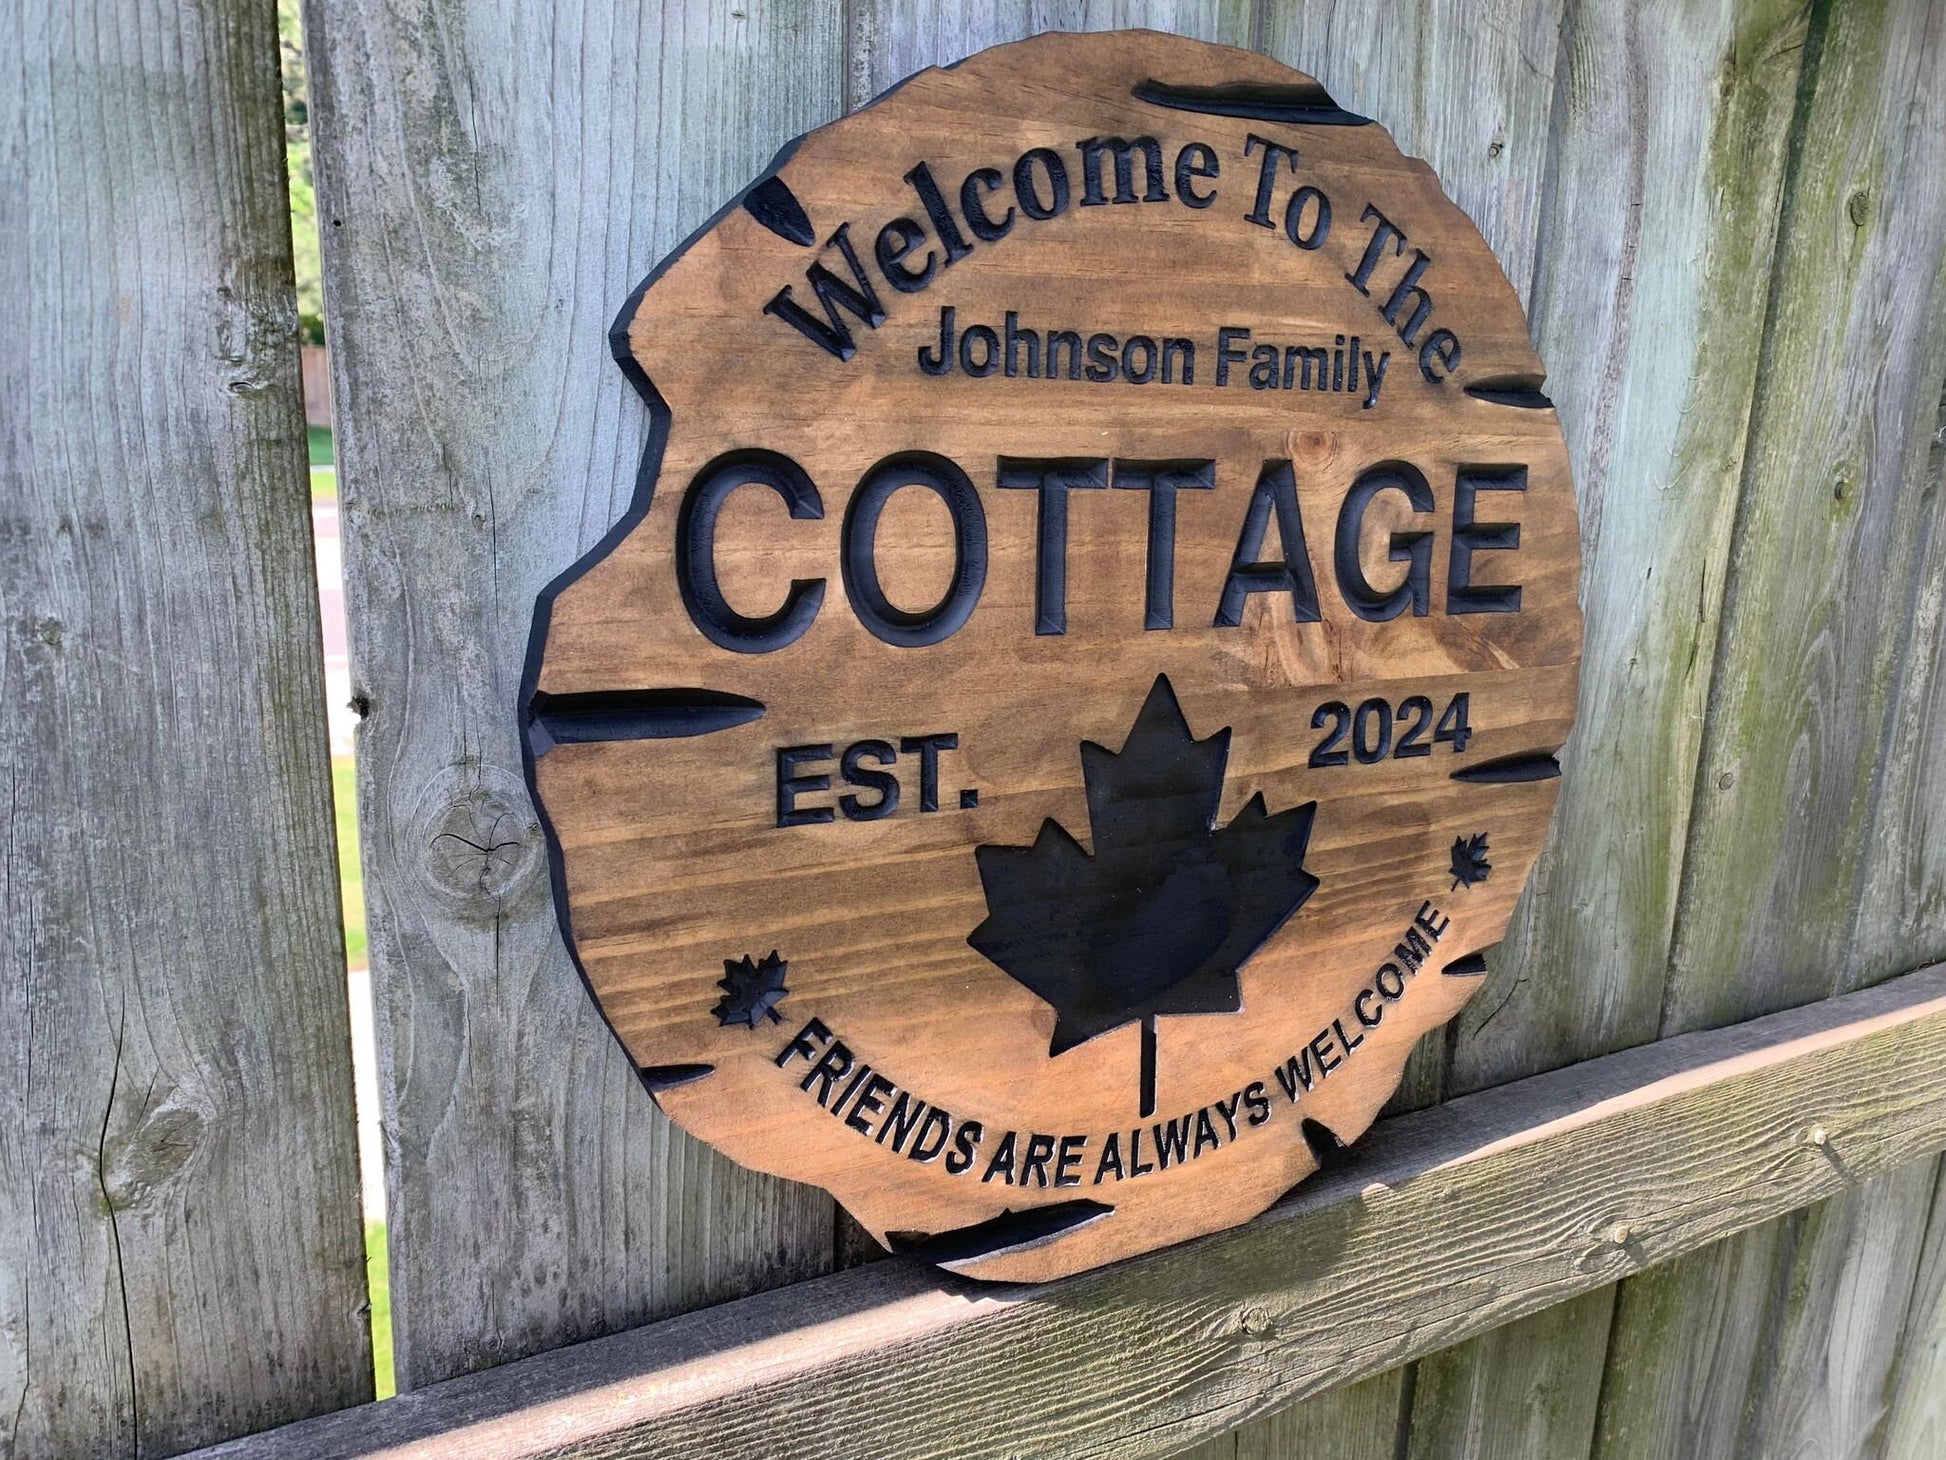 Welcome To The
Johnson Family
COTTAGE
EST. 2024
FRIENDS ARE ALWAYS WELCOME